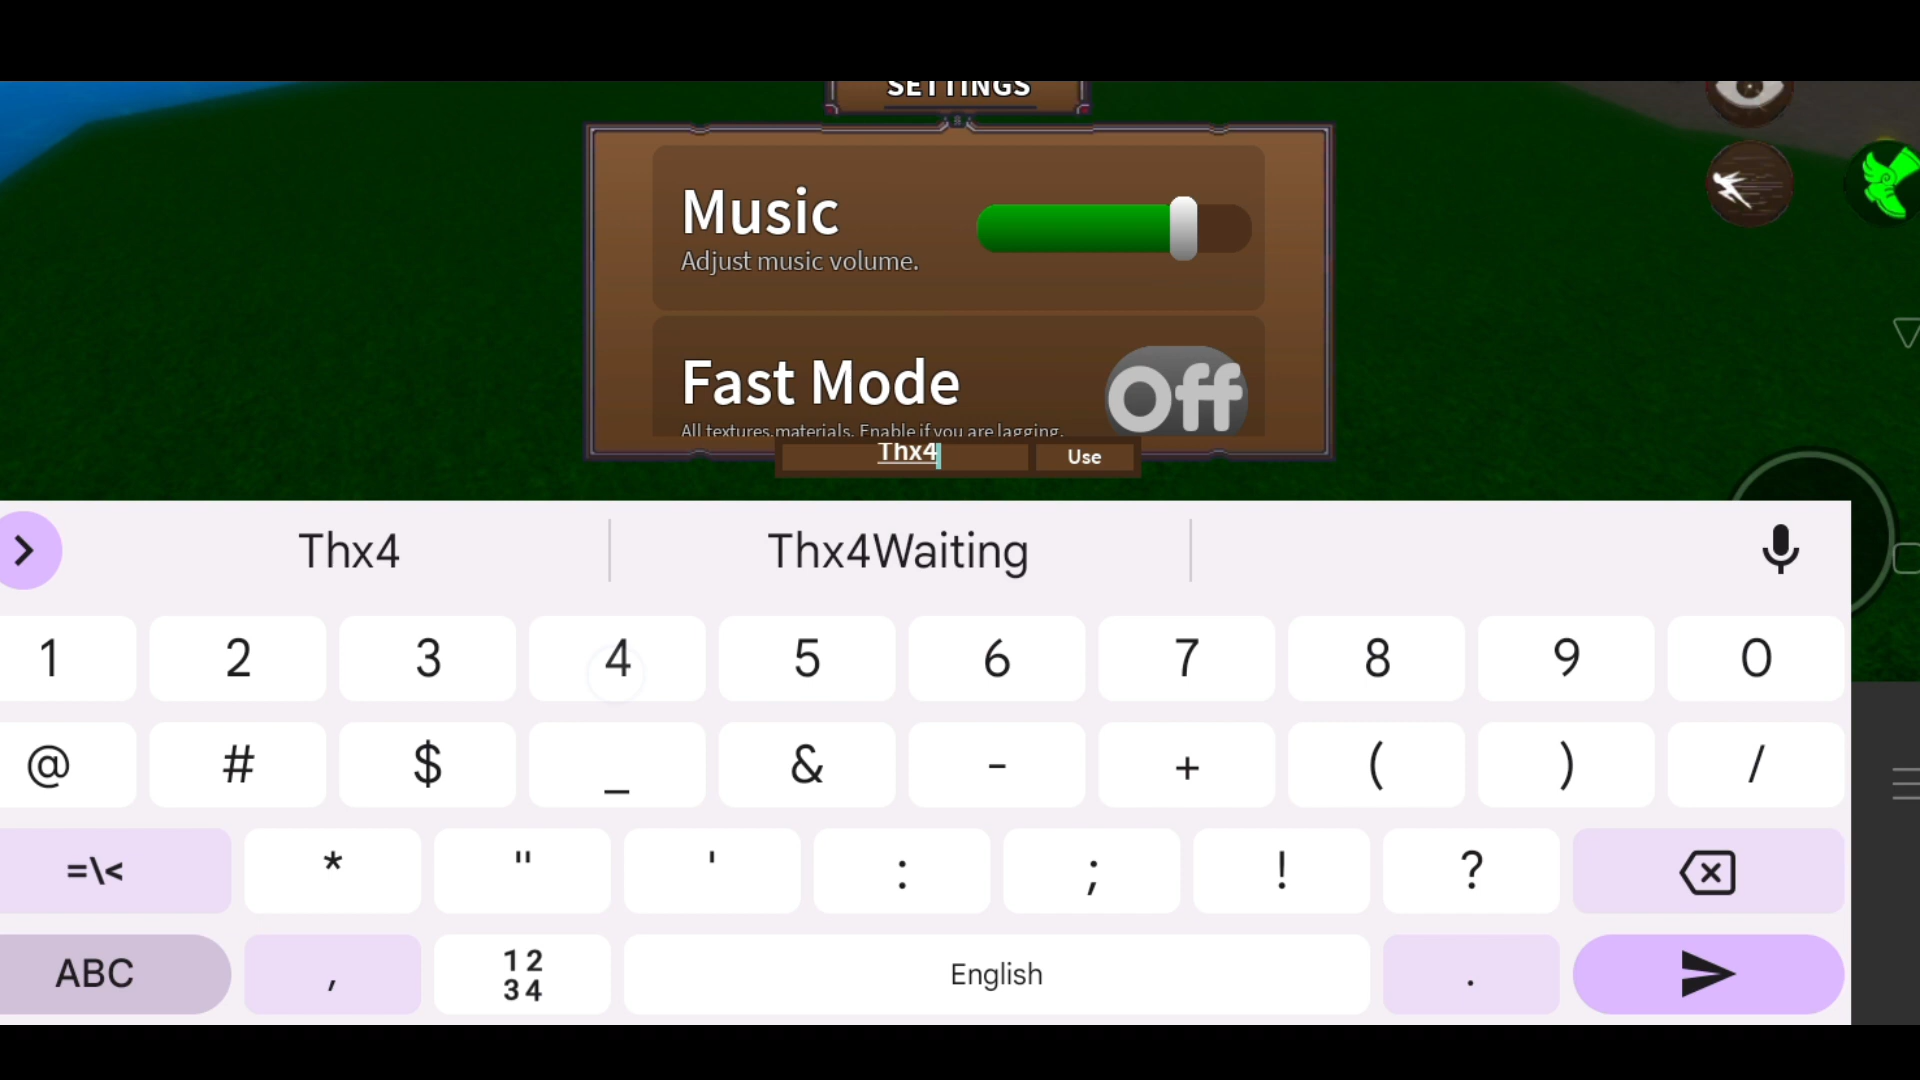 SETTINGS
Music
Adjust music volume.
Fast Mode
Off
All textures,materials. Enable if you are lagging.
Thx4
Use
Thx4
Thx4Waiting
1 2 3 4 5 6 7 8 9 0
@ # $ _ & - + ( ) /
=\< * " ' : ; ! ?
ABC , 12 34 English .